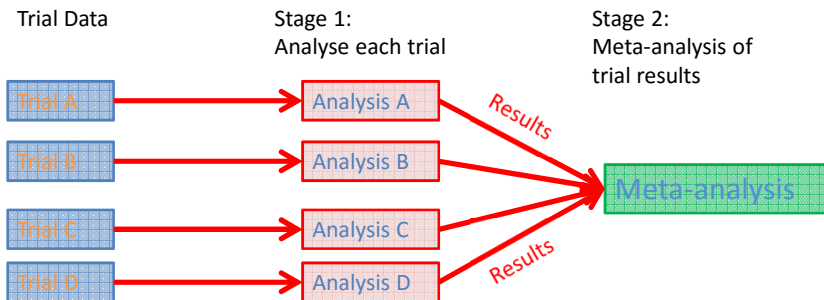 Trial Data
Stage 1:
Analyse each trial
Stage 2:
Meta-analysis of
trial results
Trial A
Analysis A
Results
Trial B
Analysis B
Meta-analysis
Trial C
Analysis C
Results
Trial D
Analysis D